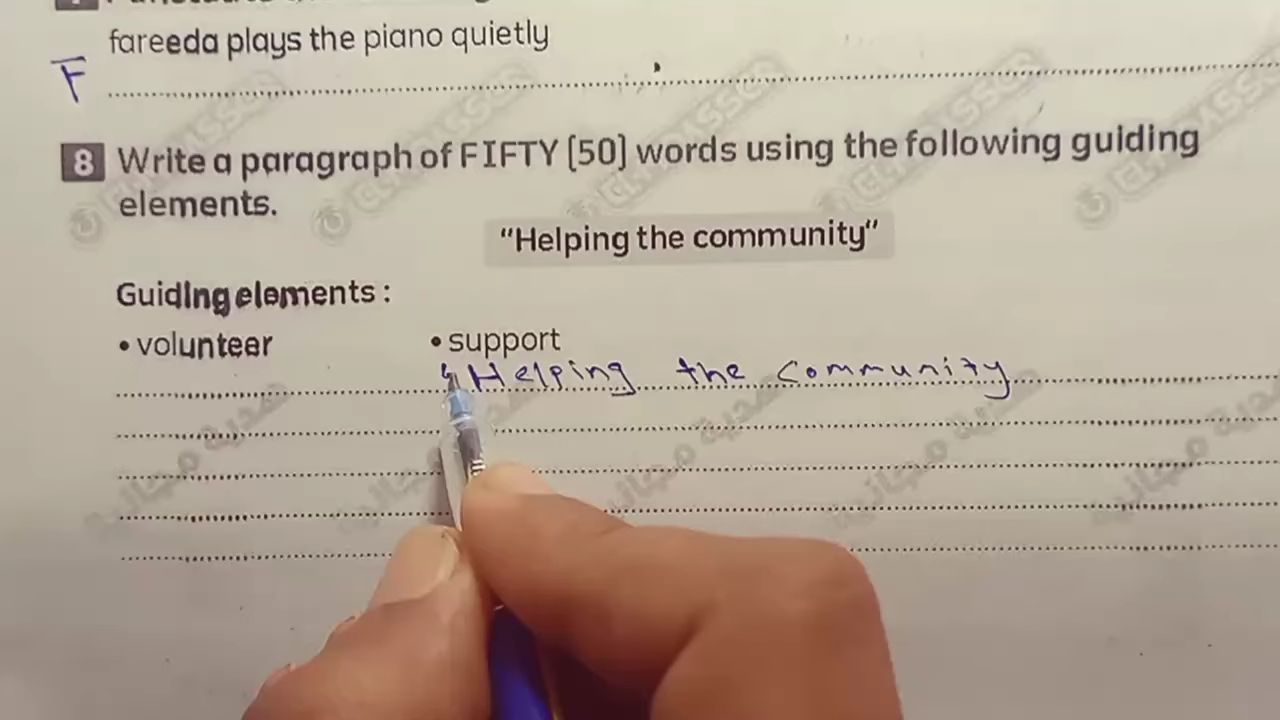 fareeda plays the piano quietly
F
8 Write a paragraph of FIFTY (50) words using the following guiding
elements.
"Helping the community"
Guiding elements :
• volunteer • support
"Helping the community